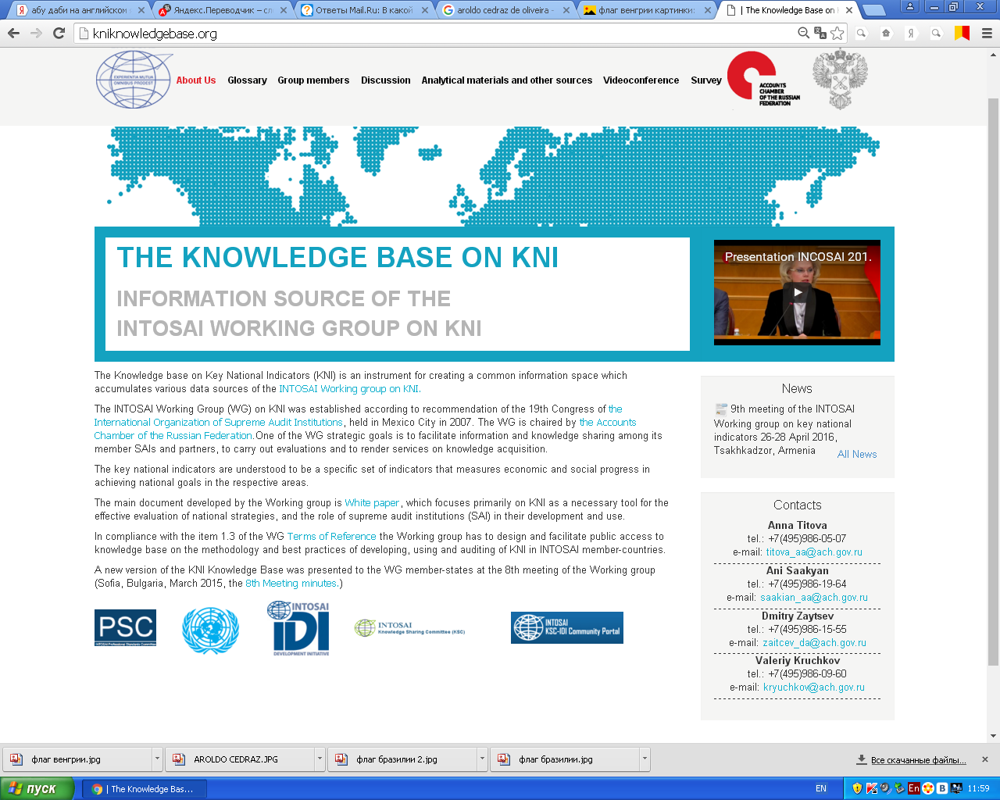 абу даби на английском
Яндекс.Переводчик – сл
Ответы Mail.Ru: В какой
aroldo cedraz de oliveira -
флаг венгрии картинки:
| The Knowledge Base on
kniknowledgebase.org
EXPERIENTIA MUTUA
OMNIBUS PRODEST
About Us
Glossary
Group members
Discussion
Analytical materials and other sources
Videoconference
Survey
ACCOUNTS
CHAMBER
OF THE RUSSIAN
FEDERATION
THE KNOWLEDGE BASE ON KNI
INFORMATION SOURCE OF THE
INTOSAI WORKING GROUP ON KNI
Presentation INCOSAI 201.
The Knowledge base on Key National Indicators (KNI) is an instrument for creating a common information space which
accumulates various data sources of the INTOSAI Working group on KNI.
The INTOSAI Working Group (WG) on KNI was established according to recommendation of the 19th Congress of the
International Organization of Supreme Audit Institutions, held in Mexico City in 2007. The WG is chaired by the Accounts
Chamber of the Russian Federation.One of the WG strategic goals is to facilitate information and knowledge sharing among its
member SAIs and partners, to carry out evaluations and to render services on knowledge acquisition.
The key national indicators are understood to be a specific set of indicators that measures economic and social progress in
achieving national goals in the respective areas.
The main document developed by the Working group is White paper, which focuses primarily on KNI as a necessary tool for the
effective evaluation of national strategies, and the role of supreme audit institutions (SAI) in their development and use.
In compliance with the item 1.3 of the WG Terms of Reference the Working group has to design and facilitate public access to
knowledge base on the methodology and best practices of developing, using and auditing of KNI in INTOSAI member-countries.
A new version of the KNI Knowledge Base was presented to the WG member-states at the 8th meeting of the Working group
(Sofia, Bulgaria, March 2015, the 8th Meeting minutes.)
PSC
INTOSAI Professional Standards Committee
INTOSAI
IDI
DEVELOPMENT INITIATIVE
INTOSAI
Knowledge Sharing Committee (KSC)
INTOSAI
KSC-IDI Community Portal
News
9th meeting of the INTOSAI
Working group on key national
indicators 26-28 April 2016,
Tsakhkadzor, Armenia
All News
Contacts
Anna Titova
tel.: +7(495)986-05-07
e-mail: titova_aa@ach.gov.ru
Ani Saakyan
tel.: +7(495)986-19-64
e-mail: saakian_aa@ach.gov.ru
Dmitry Zaytsev
tel.: +7(495)986-15-55
e-mail: zaitcev_da@ach.gov.ru
Valeriy Kruchkov
tel.: +7(495)986-09-60
e-mail: kryuchkov@ach.gov.ru
флаг венгрии.jpg
AROLDO CEDRAZ.JPG
флаг бразилии 2.jpg
флаг бразилии.jpg
Все скачанные файлы...
пуск
| The Knowledge Bas...
EN
En
11:59